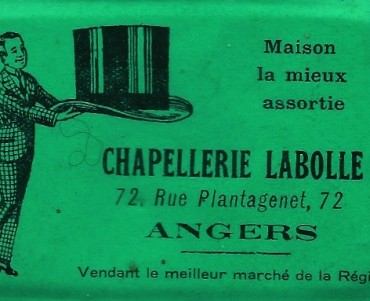 Maison
la mieux
assortie
CHAPELLERIE LABOLLE
72, Rue Plantagenet, 72
ANGERS
Vendant le meilleur marché de la Régi